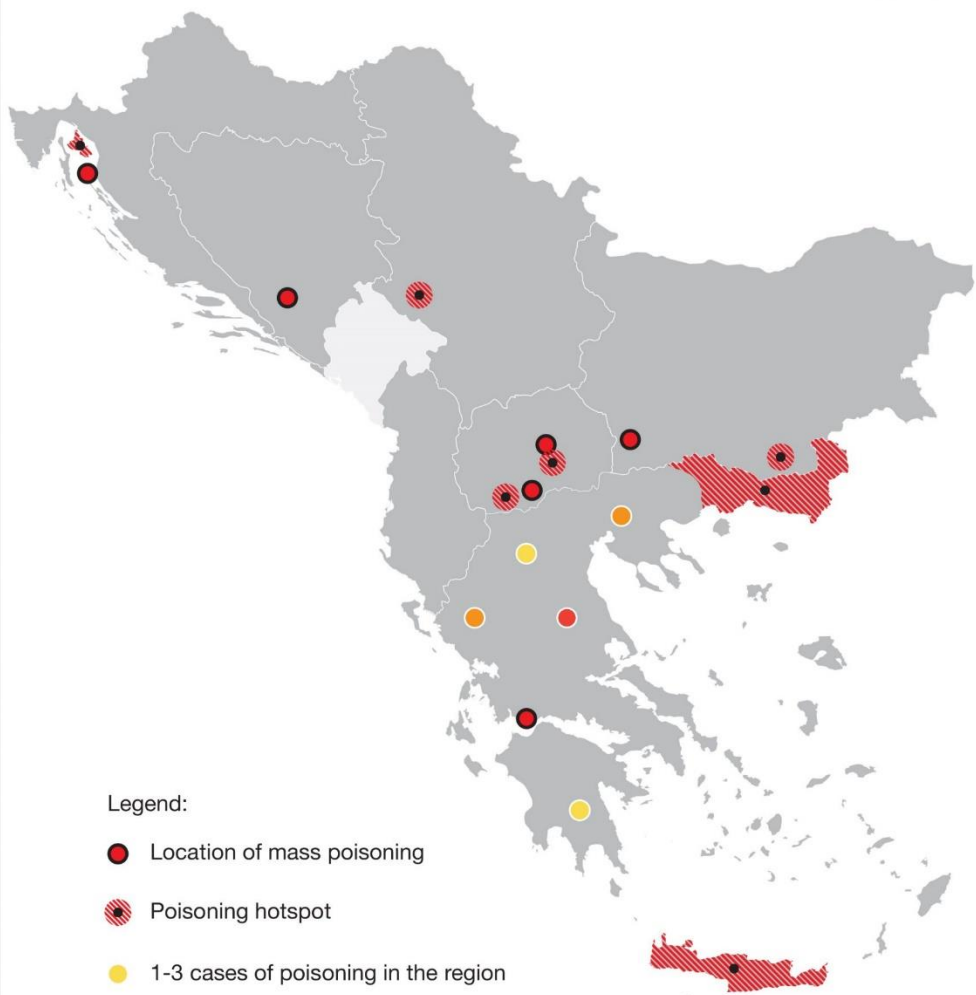 Legend:
Location of mass poisoning
Poisoning hotspot
1-3 cases of poisoning in the region